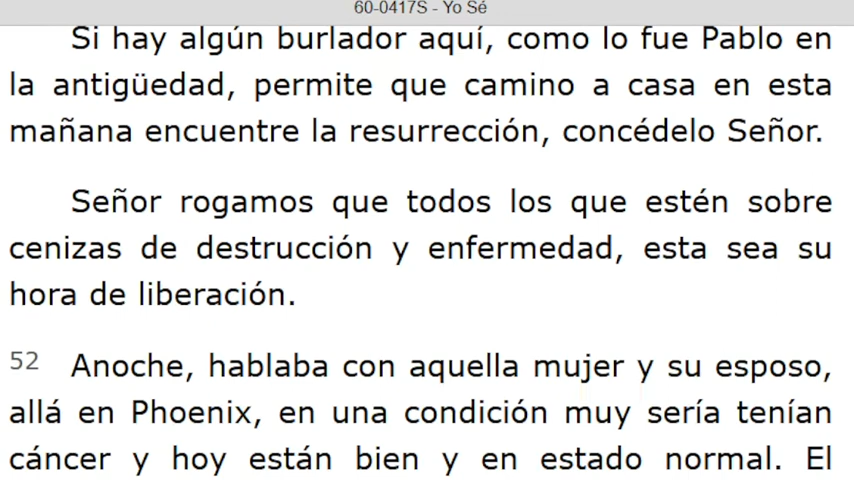 60-0417S - Yo Sé
Si hay algún burlador aquí, como lo fue Pablo en
la antigüedad, permite que camino a casa en esta
mañana encuentre la resurrección, concédelo Señor.
Señor rogamos que todos los que estén sobre
cenizas de destrucción y enfermedad, esta sea su
hora de liberación.
52 Anoche, hablaba con aquella mujer y su esposo,
allá en Phoenix, en una condición muy sería tenían
cáncer y hoy están bien y en estado normal. El